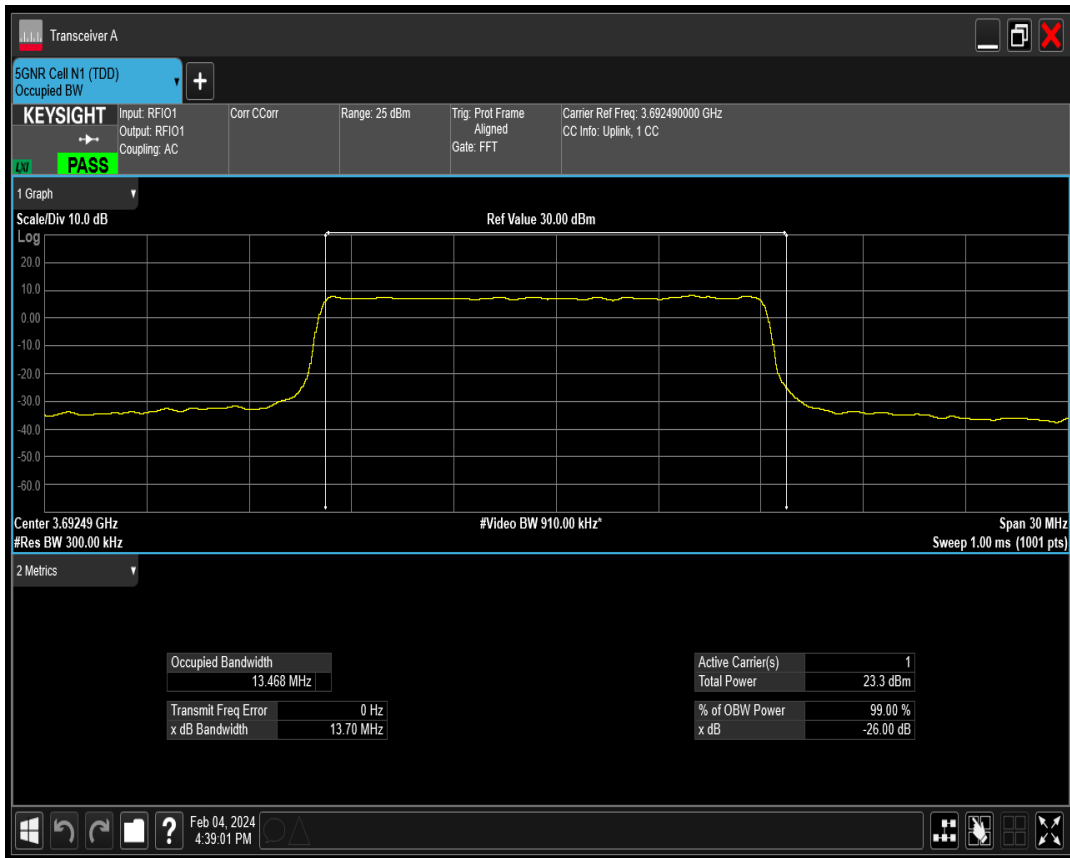 Transceiver A
5GNR Cell N1 (TDD)
Occupied BW
+
KEYSIGHT
LXI
PASS
Input: RFIO1
Output: RFIO1
Coupling: AC
Corr CCorr
Range: 25 dBm
Trig: Prot Frame
Aligned
Gate: FFT
Carrier Ref Freq: 3.692490000 GHz
CC Info: Uplink, 1 CC
1 Graph
Scale/Div 10.0 dB
Ref Value 30.00 dBm
Log
20.0
10.0
0.00
-10.0
-20.0
-30.0
-40.0
-50.0
-60.0
Center 3.69249 GHz
#Video BW 910.00 kHz*
Span 30 MHz
#Res BW 300.00 kHz
Sweep 1.00 ms (1001 pts)
2 Metrics
Occupied Bandwidth
13.468 MHz
Transmit Freq Error 0 Hz
x dB Bandwidth 13.70 MHz
Active Carrier(s) 1
Total Power 23.3 dBm
% of OBW Power 99.00 %
x dB -26.00 dB
?
Feb 04, 2024
4:39:01 PM